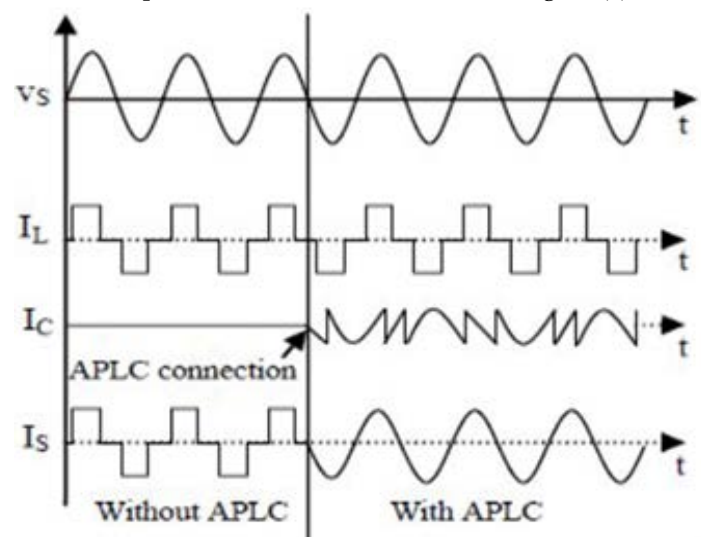 vS
t
IL
t
IC
t
APLC connection
IS
t
Without APLC
With APLC